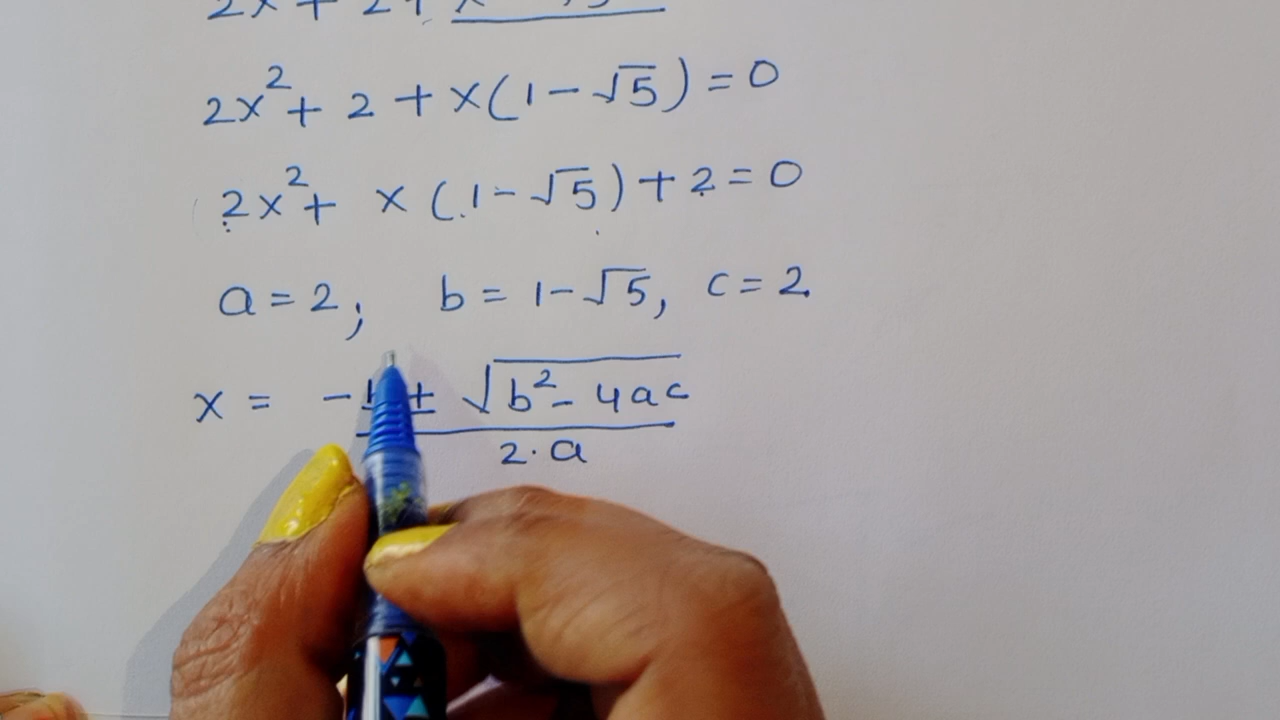 2x² + 2 + x(1-√5) = 0
2x² + x(1-√5) + 2 = 0
a = 2; b = 1-√5, c = 2
x = -b ± √b² - 4ac
2·a